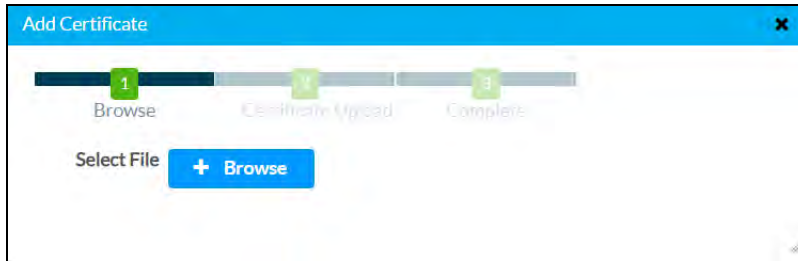 Add Certificate
1 2 3
Browse Certificate Upload Complete
Select File + Browse